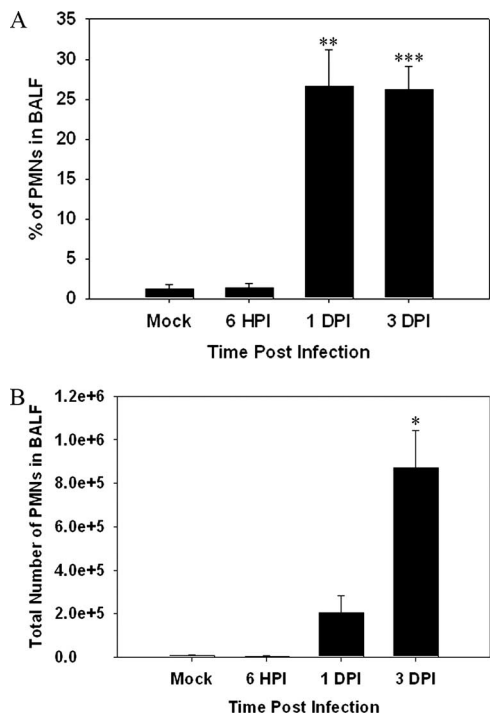 A
% of PMNs in BALF
35
30
25
20
15
10
5
0
**
***
Mock 6 HPI 1 DPI 3 DPI
Time Post Infection
B
Total Number of PMNs in BALF
1.2e+6
1.0e+6
8.0e+5
6.0e+5
4.0e+5
2.0e+5
0.0
*
Mock 6 HPI 1 DPI 3 DPI
Time Post Infection